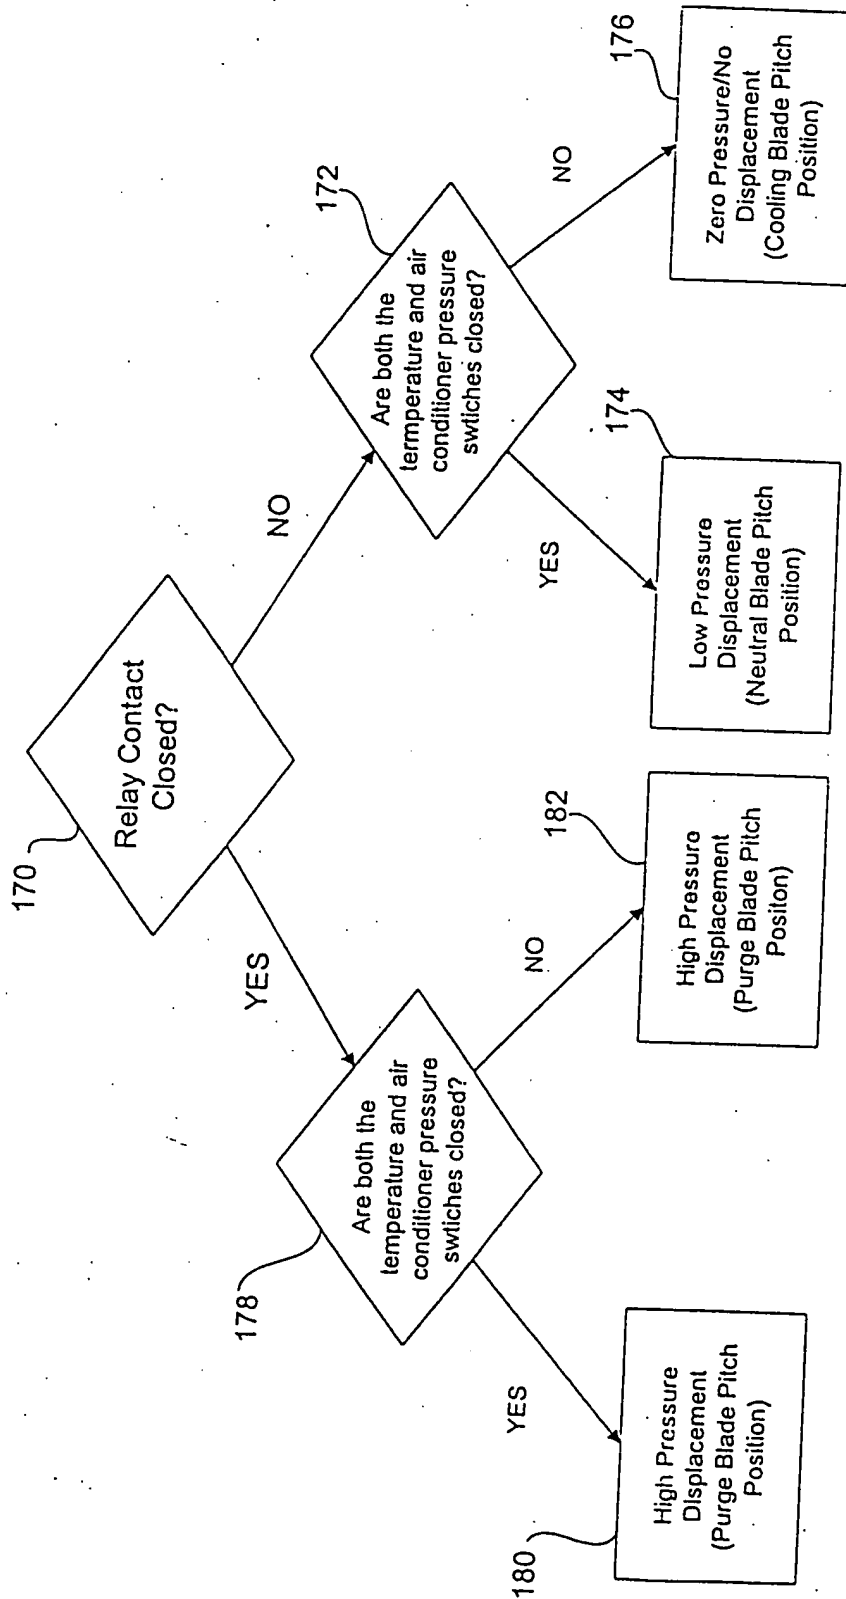 170
Relay Contact
Closed?
YES
NO
178
Are both the
temperature and air
conditioner pressure
swtiches closed?
172
Are both the
termperature and air
conditioner pressure
swtiches closed?
YES
NO
YES
NO
180
High Pressure
Displacement
(Purge Blade Pitch
Position)
182
High Pressure
Displacement
(Purge Blade Pitch
Positon)
174
Low Pressure
Displacement
(Neutral Blade Pitch
Position)
176
Zero Pressure/No
Displacement
(Cooling Blade Pitch
Position)